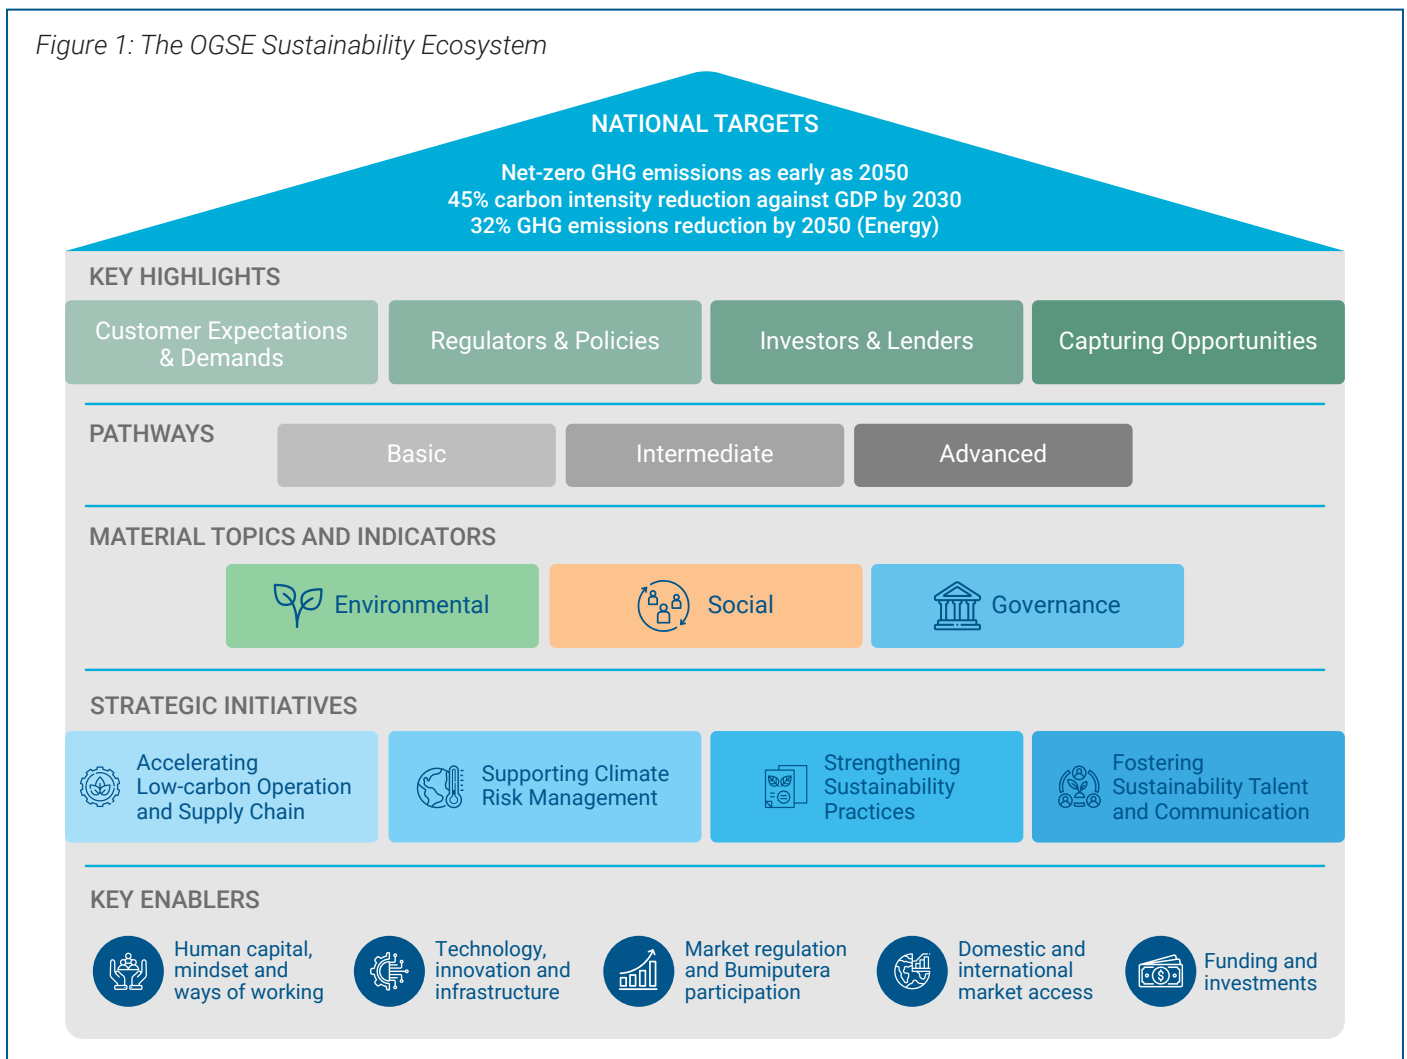 Figure 1: The OGSE Sustainability Ecosystem
NATIONAL TARGETS
Net-zero GHG emissions as early as 2050
45% carbon intensity reduction against GDP by 2030
32% GHG emissions reduction by 2050 (Energy)
KEY HIGHLIGHTS
Customer Expectations
& Demands
Regulators & Policies
Investors & Lenders
Capturing Opportunities
PATHWAYS
Basic
Intermediate
Advanced
MATERIAL TOPICS AND INDICATORS
Environmental
Social
Governance
STRATEGIC INITIATIVES
Accelerating
Low-carbon Operation
and Supply Chain
Supporting Climate
Risk Management
Strengthening
Sustainability
Practices
Fostering
Sustainability Talent
and Communication
KEY ENABLERS
Human capital,
mindset and
ways of working
Technology,
innovation and
infrastructure
Market regulation
and Bumiputera
participation
Domestic and
international
market access
Funding and
investments